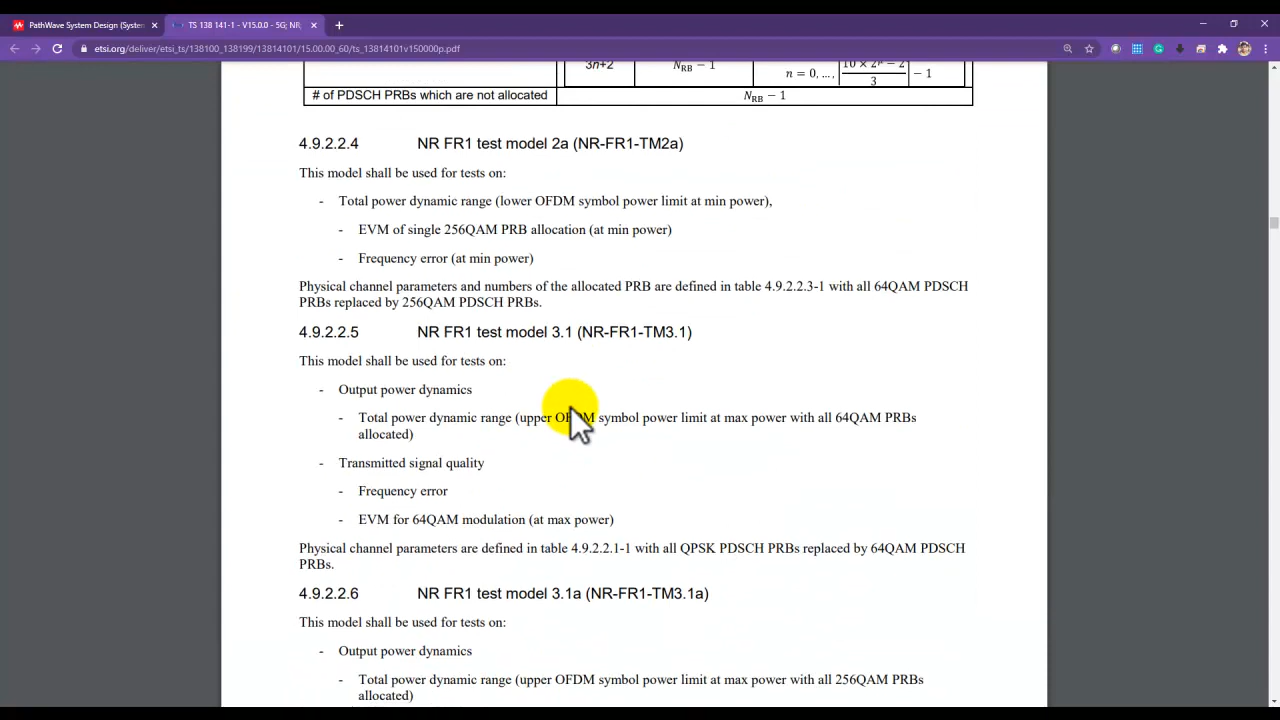 PathWave System Design (System
TS 138 141-1 - V15.0.0 - 5G; NR;
etsi.org/deliver/etsi_ts/138100_138199/13814101/15.00.00_60/ts_13814101v150000p.pdf
3n+2 N_RB − 1 n = 0, …, 10 × 2^μ − 2 / 3 − 1
# of PDSCH PRBs which are not allocated N_RB − 1
4.9.2.2.4 NR FR1 test model 2a (NR-FR1-TM2a)
This model shall be used for tests on:
- Total power dynamic range (lower OFDM symbol power limit at min power),
- EVM of single 256QAM PRB allocation (at min power)
- Frequency error (at min power)
Physical channel parameters and numbers of the allocated PRB are defined in table 4.9.2.2.3-1 with all 64QAM PDSCH
PRBs replaced by 256QAM PDSCH PRBs.
4.9.2.2.5 NR FR1 test model 3.1 (NR-FR1-TM3.1)
This model shall be used for tests on:
- Output power dynamics
- Total power dynamic range (upper OFDM symbol power limit at max power with all 64QAM PRBs
allocated)
- Transmitted signal quality
- Frequency error
- EVM for 64QAM modulation (at max power)
Physical channel parameters are defined in table 4.9.2.2.1-1 with all QPSK PDSCH PRBs replaced by 64QAM PDSCH
PRBs.
4.9.2.2.6 NR FR1 test model 3.1a (NR-FR1-TM3.1a)
This model shall be used for tests on:
- Output power dynamics
- Total power dynamic range (upper OFDM symbol power limit at max power with all 256QAM PRBs
allocated)